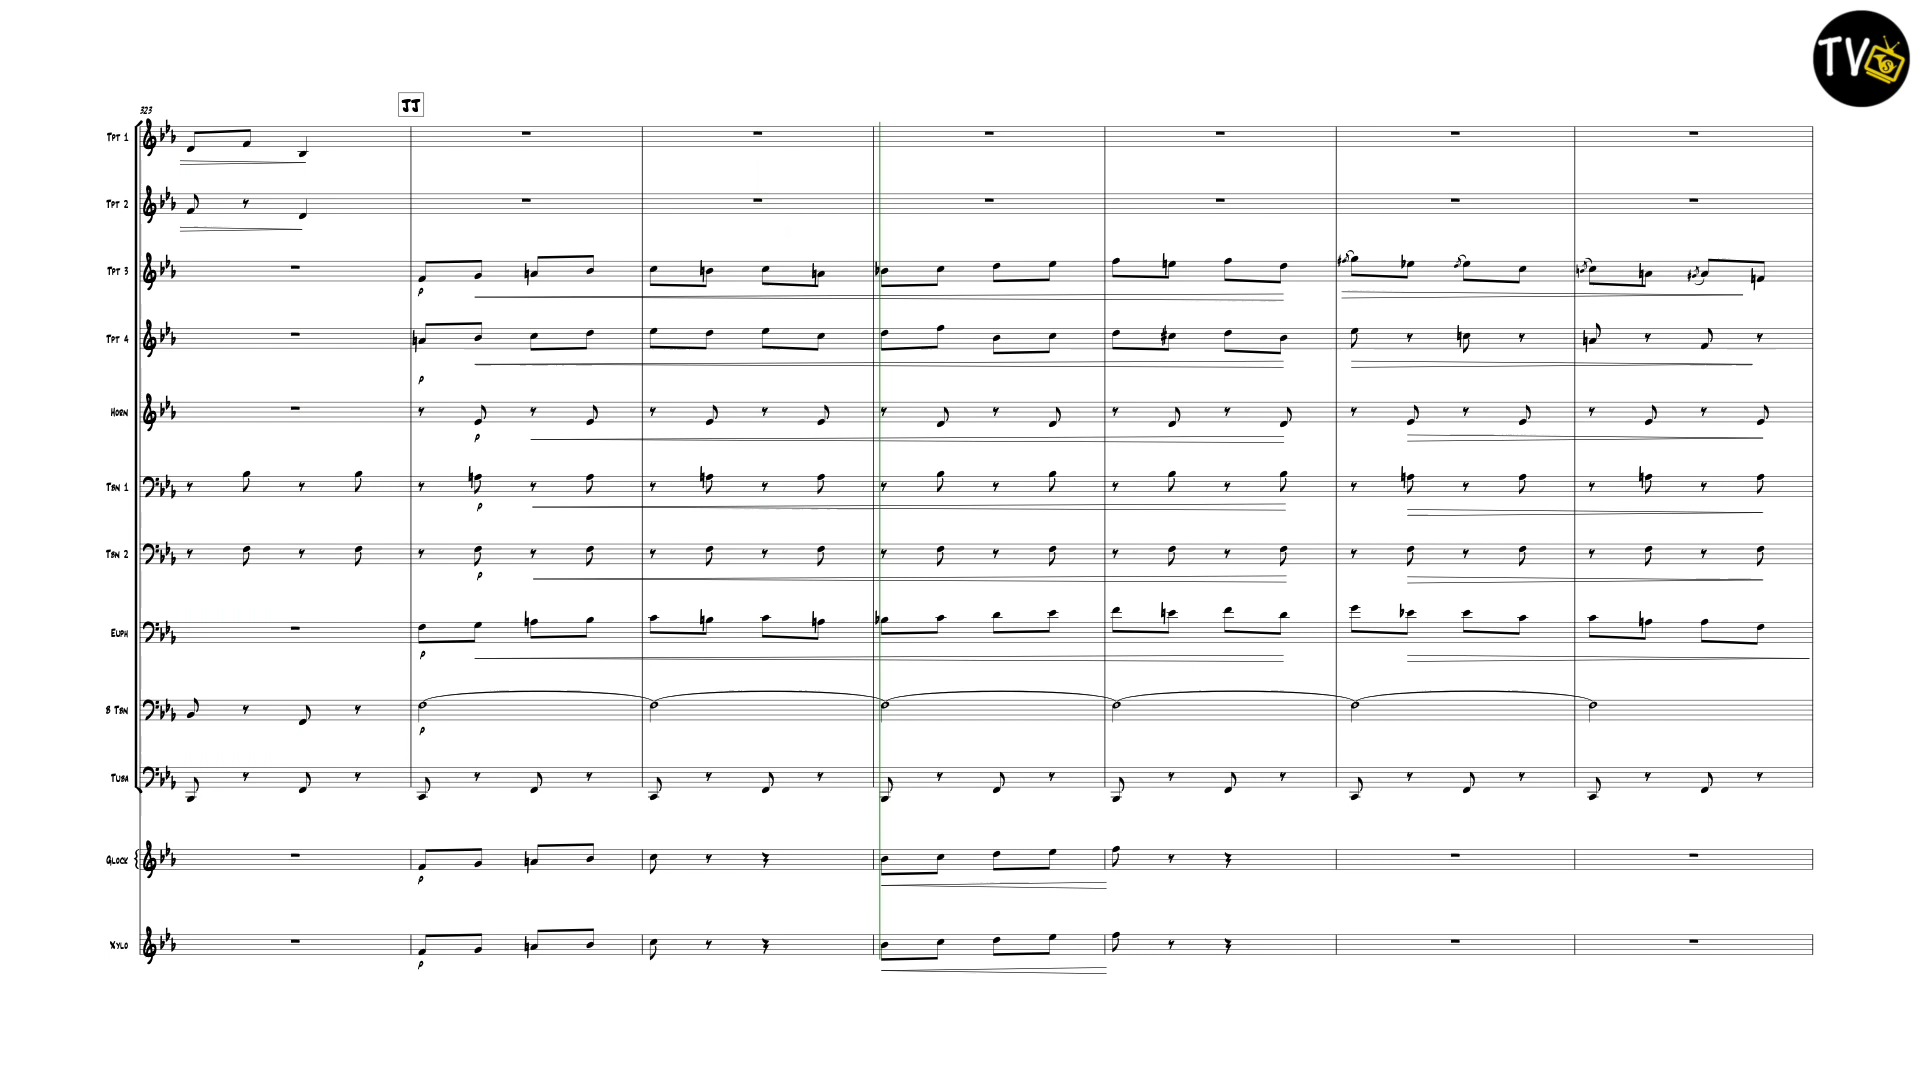 TV S
JJ
323
Tpt 1
Tpt 2
Tpt 3
p
Tpt 4
p
Horn
p
Tbn 1
p
Tbn 2
p
Euph
p
B Tbn
p
Tuba
Glock
p
Xylo
p